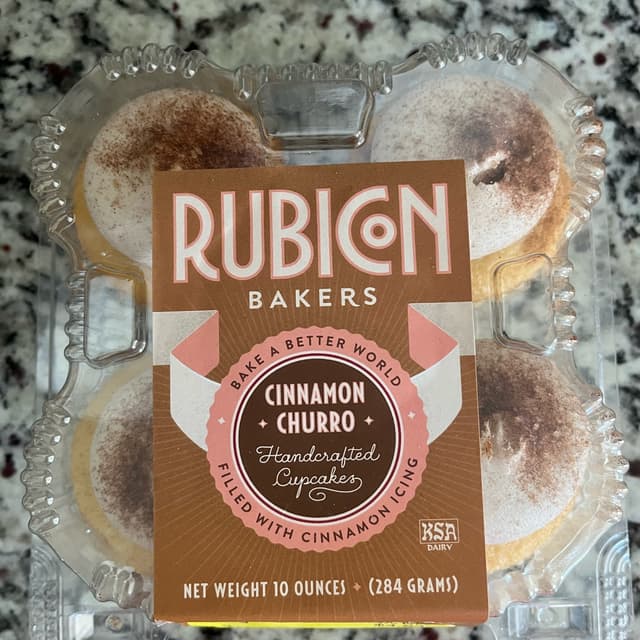 RUBICON
BAKERS
BAKE A BETTER WORLD
CINNAMON
CHURRO
Handcrafted
Cupcakes
FILLED WITH CINNAMON ICING
KSA
DAIRY
NET WEIGHT 10 OUNCES (284 GRAMS)